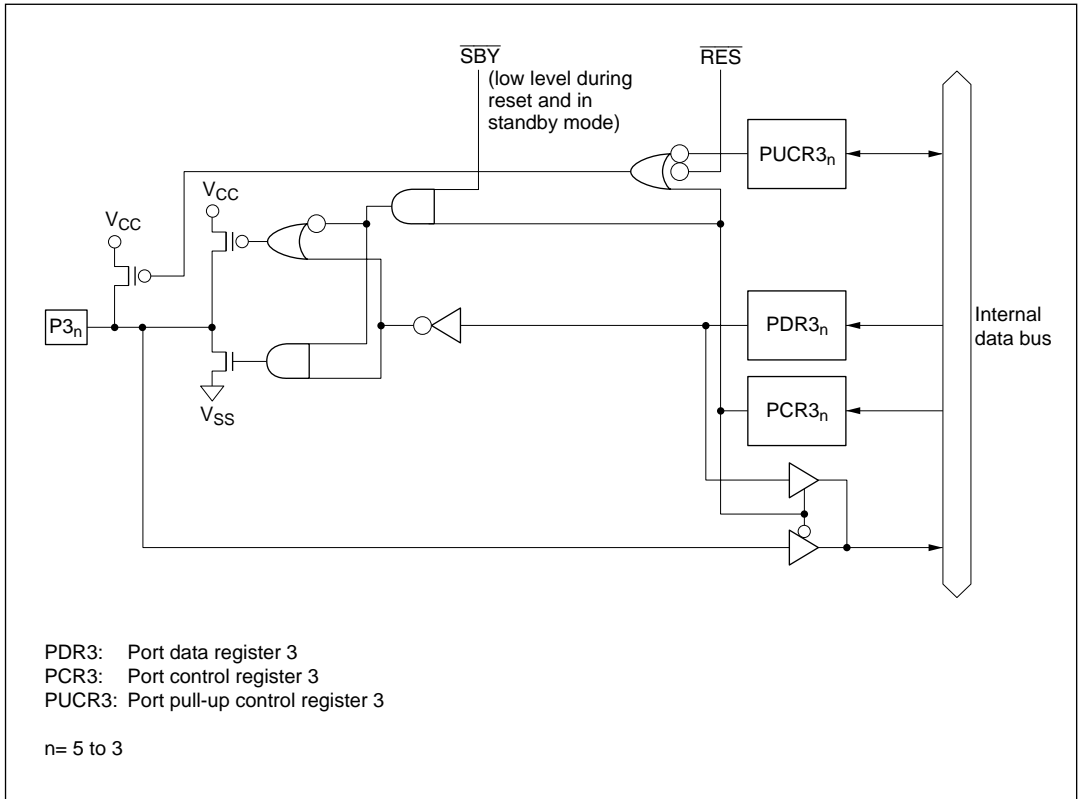 SBY
(low level during
reset and in
standby mode)
RES
PUCR3n
VCC
VCC
P3n
PDR3n
Internal
data bus
PCR3n
VSS
PDR3: Port data register 3
PCR3: Port control register 3
PUCR3: Port pull-up control register 3
n= 5 to 3